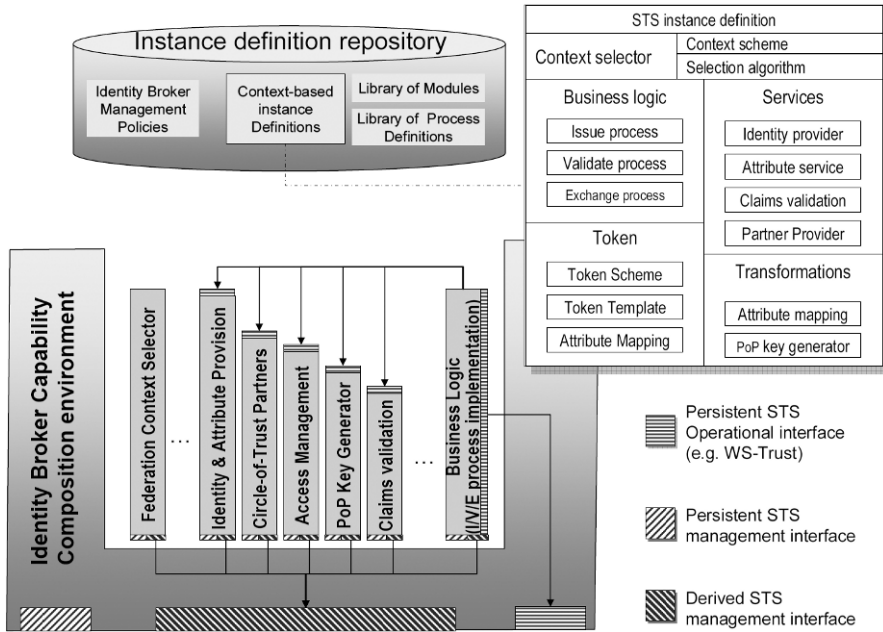 Instance definition repository
Identity Broker
Management
Policies
Context-based
instance
Definitions
Library of Modules
Library of Process
Definitions
STS instance definition
Context selector
Context scheme
Selection algorithm
Business logic
Issue process
Validate process
Exchange process
Services
Identity provider
Attribute service
Claims validation
Partner Provider
Token
Token Scheme
Token Template
Attribute Mapping
Transformations
Attribute mapping
PoP key generator
Identity Broker Capability
Composition environment
Federation Context Selector
...
Identity & Attribute Provision
Circle-of-Trust Partners
Access Management
PoP Key Generator
Claims validation
...
Business Logic
(I/V/E process implementation)
Persistent STS
Operational interface
(e.g. WS-Trust)
Persistent STS
management interface
Derived STS
management interface